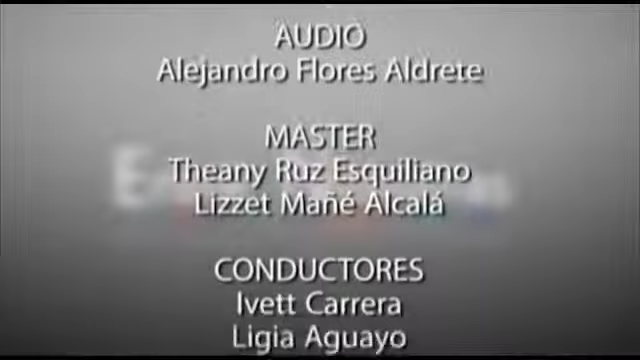 AUDIO
Alejandro Flores Aldrete
MASTER
Theany Ruz Esquiliano
Lizzet Mañé Alcalá
CONDUCTORES
Ivett Carrera
Ligia Aguayo